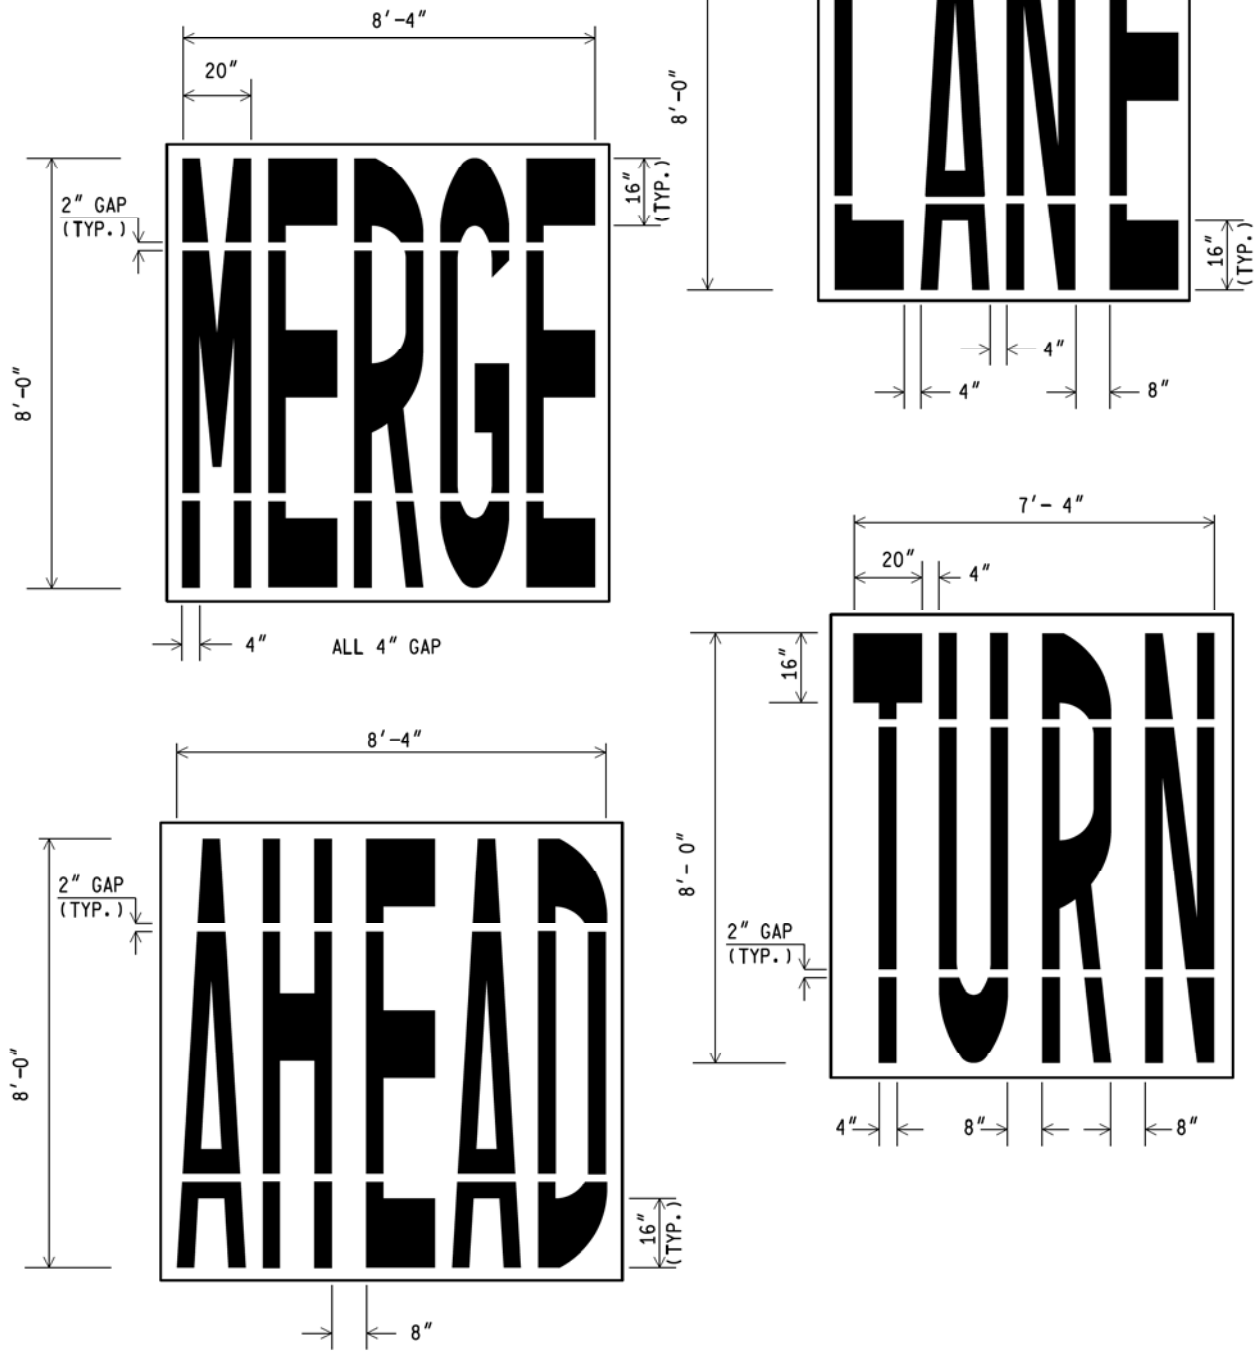 8'-4"
20"
2" GAP
(TYP.)
16"
(TYP.)
8'-0"
MERGE
4"
ALL 4" GAP
8'-0"
LANE
16"
(TYP.)
4"
4"
8"
7'- 4"
20"
4"
16"
8'- 0"
2" GAP
(TYP.)
TURN
4"
8"
8"
8'-4"
2" GAP
(TYP.)
8'-0"
AHEAD
16"
(TYP.)
8"